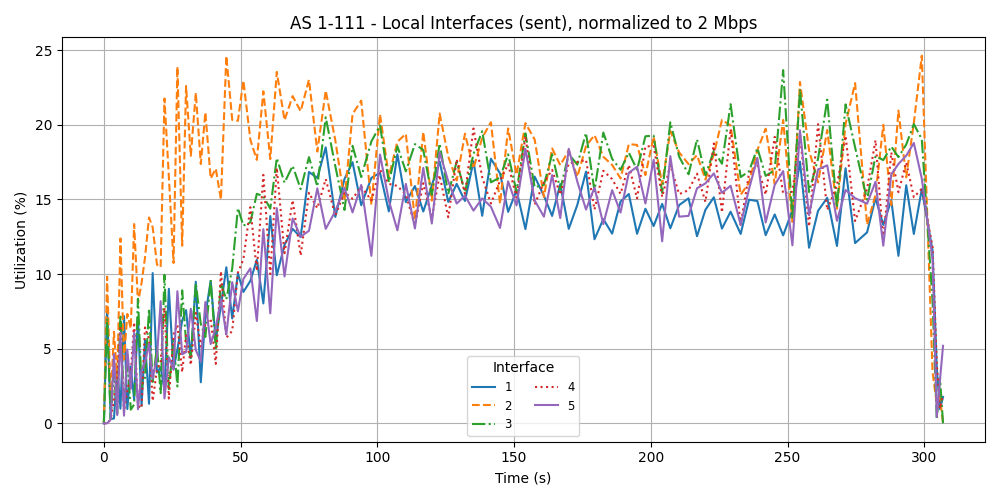 AS 1-111 - Local Interfaces (sent), normalized to 2 Mbps
Utilization (%)
25
20
15
10
5
0
0 50 100 150 200 250 300
Time (s)
Interface
1 4
2 5
3